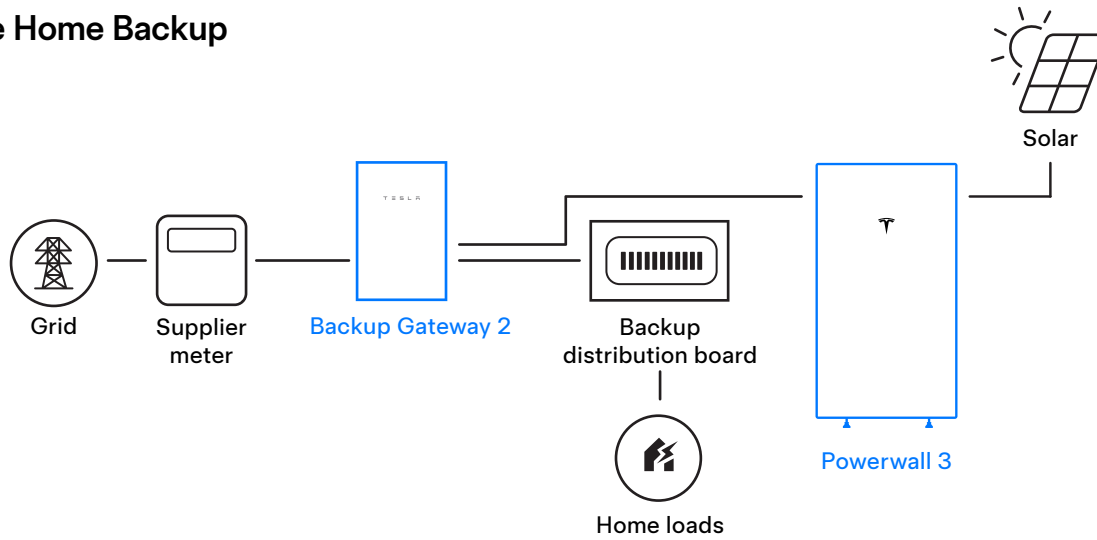 e Home Backup
Solar
TESLA
Grid
Supplier
meter
Backup Gateway 2
Backup
distribution board
Powerwall 3
Home loads